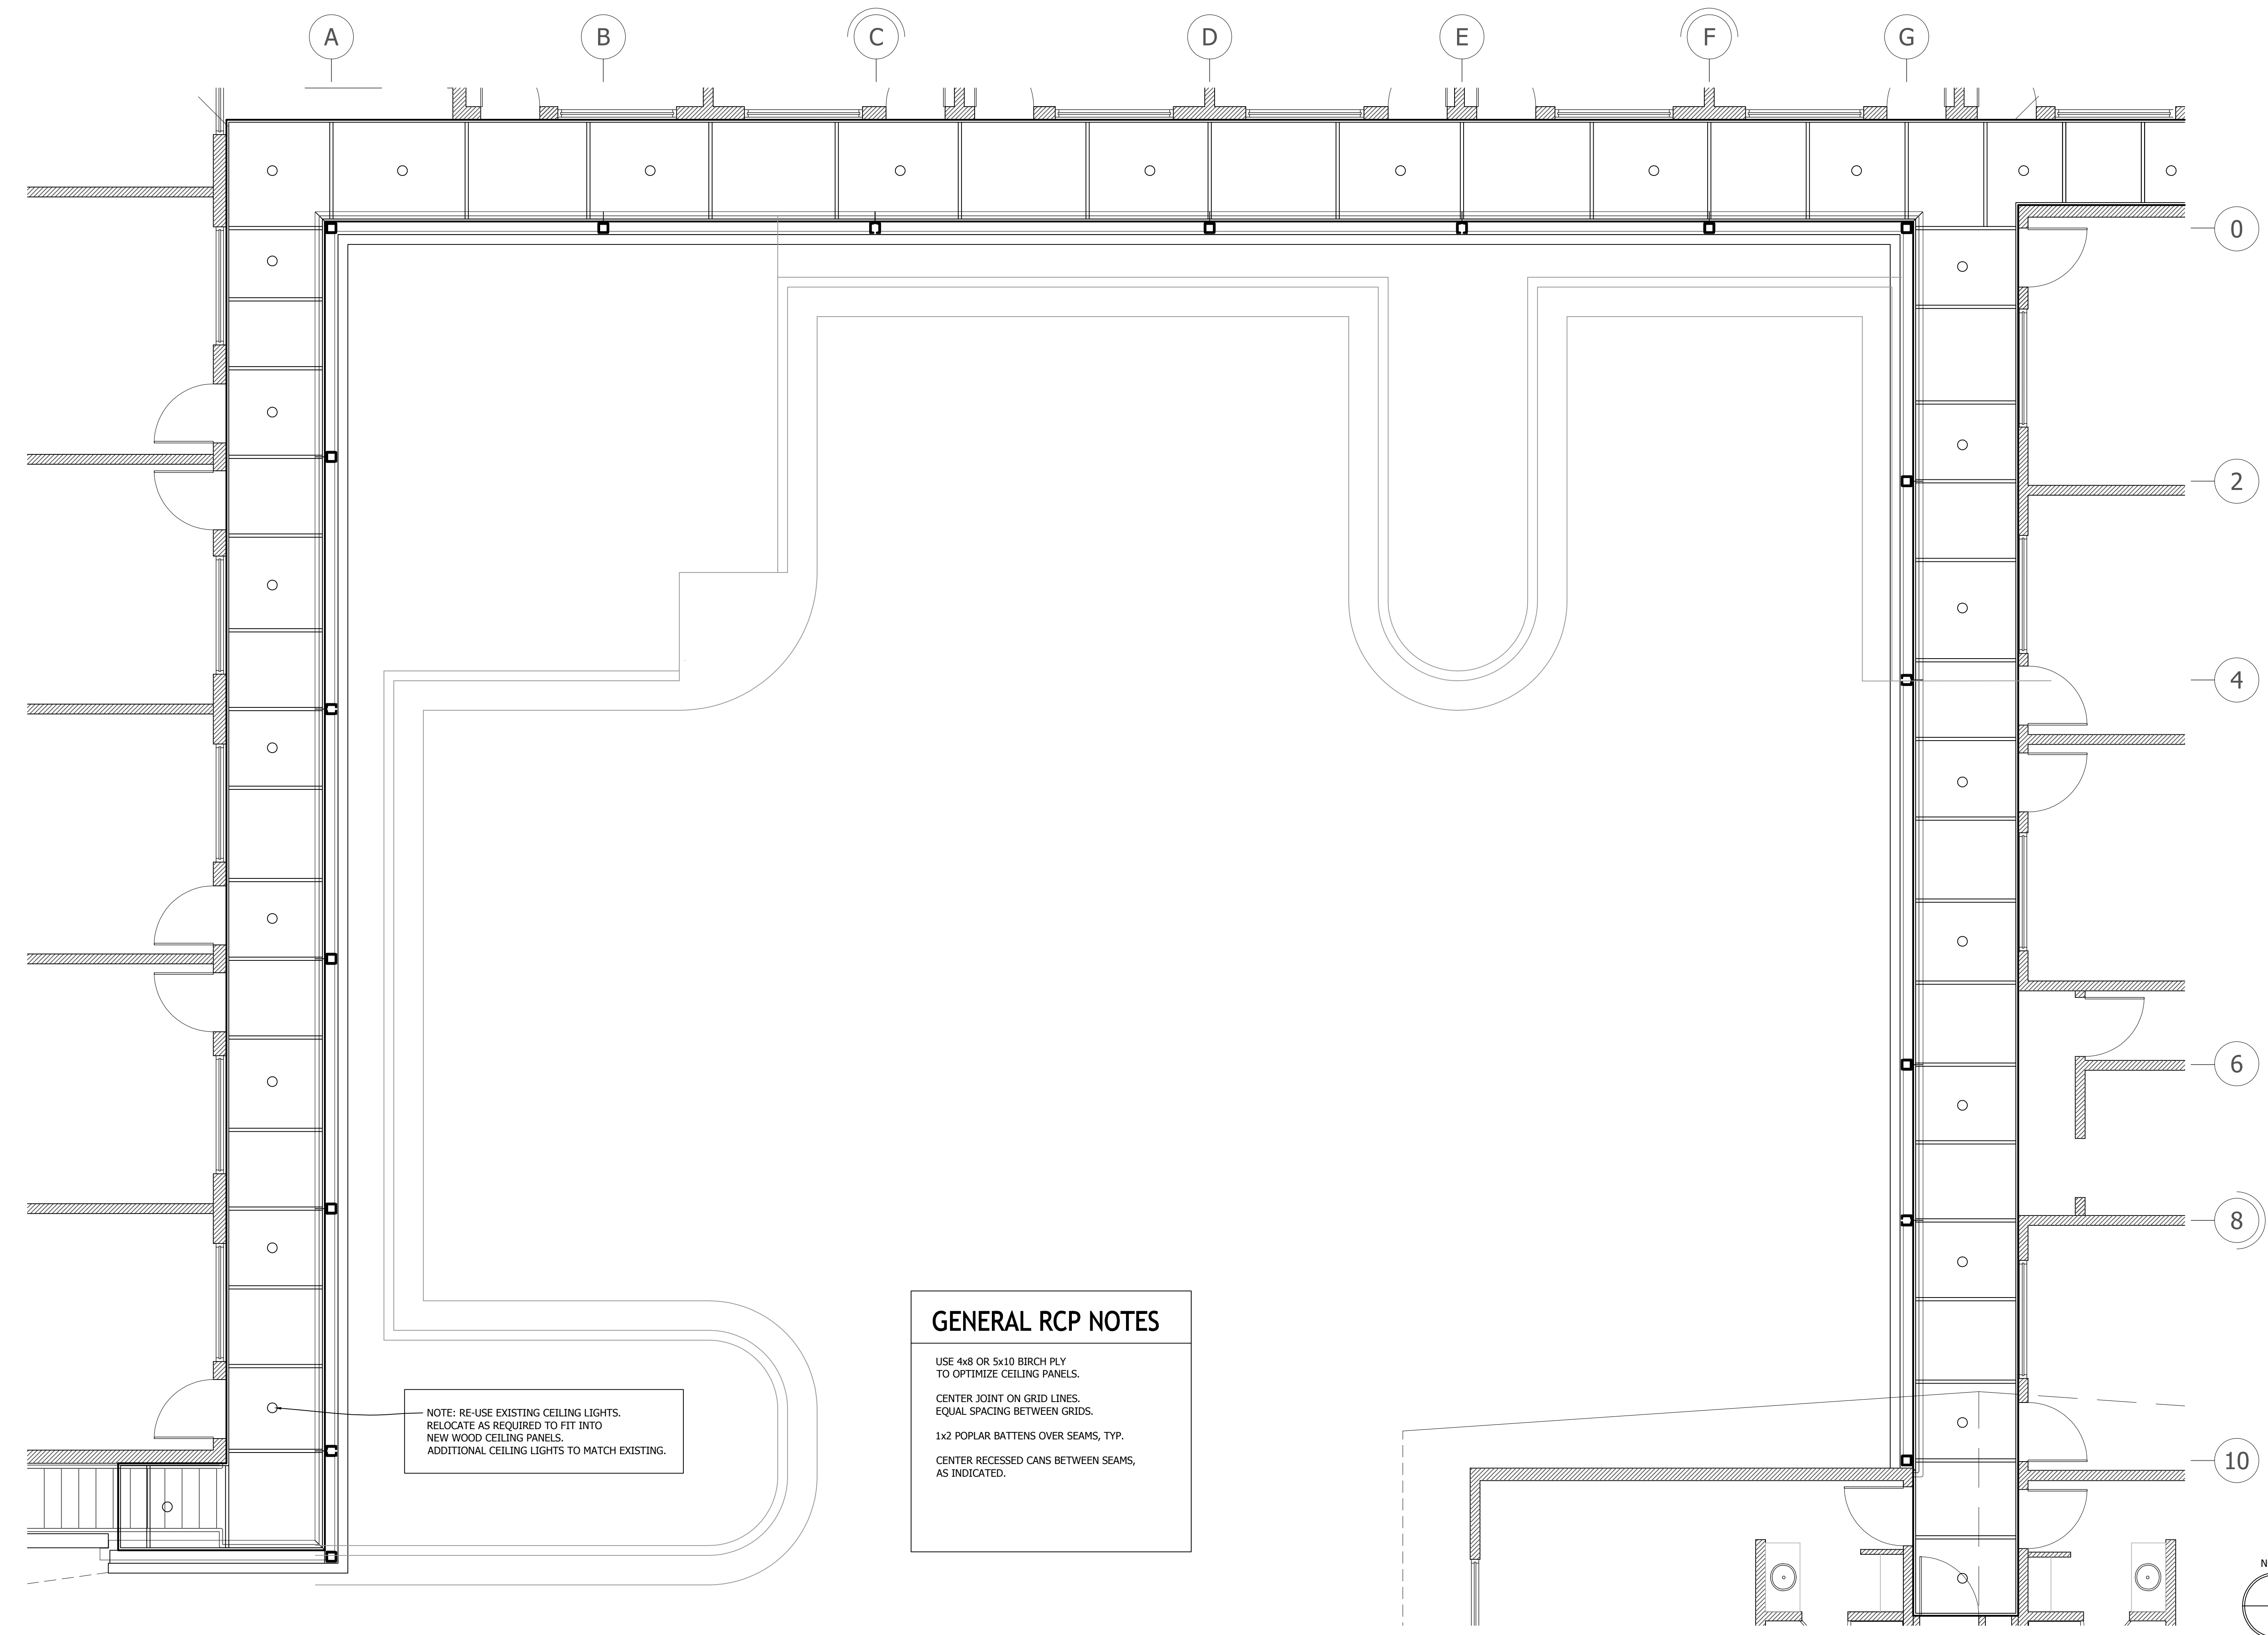 A B C D E F G
0
2
4
6
8
10
GENERAL RCP NOTES
USE 4x8 OR 5x10 BIRCH PLY
TO OPTIMIZE CEILING PANELS.
CENTER JOINT ON GRID LINES.
EQUAL SPACING BETWEEN GRIDS.
1x2 POPLAR BATTENS OVER SEAMS, TYP.
CENTER RECESSED CANS BETWEEN SEAMS,
AS INDICATED.
NOTE: RE-USE EXISTING CEILING LIGHTS.
RELOCATE AS REQUIRED TO FIT INTO
NEW WOOD CEILING PANELS.
ADDITIONAL CEILING LIGHTS TO MATCH EXISTING.
N